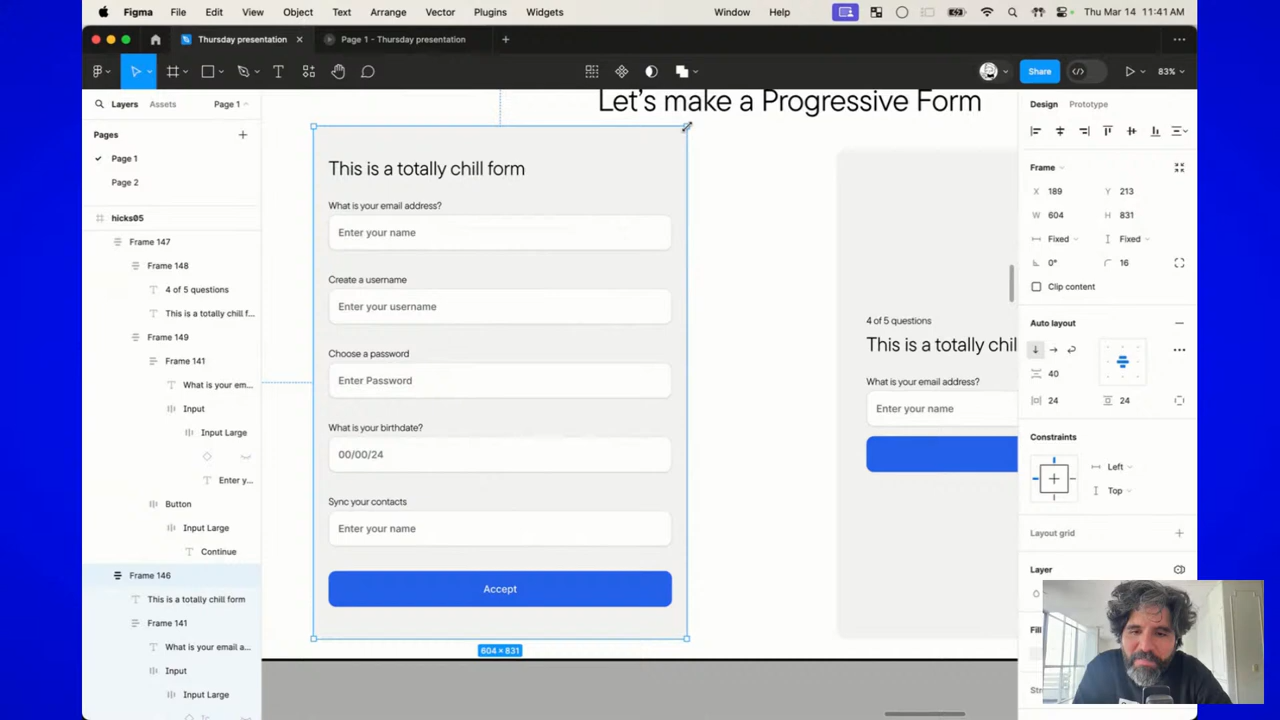 Figma File Edit View Object Text Arrange Vector Plugins Widgets Window Help Thu Mar 14 11:41 AM
Thursday presentation Page 1 - Thursday presentation
Share 83%
Layers Assets Page 1
Pages
Page 1
Page 2
hicks05
Frame 147
Frame 148
4 of 5 questions
This is a totally chill f...
Frame 149
Frame 141
What is your em...
Input
Input Large
Enter y...
Button
Input Large
Continue
Frame 146
This is a totally chill form
Frame 141
What is your email a...
Input
Input Large
Let's make a Progressive Form
This is a totally chill form
What is your email address?
Enter your name
Create a username
Enter your username
Choose a password
Enter Password
What is your birthdate?
00/00/24
Sync your contacts
Enter your name
Accept
604 × 831
4 of 5 questions
This is a totally chil
What is your email address?
Enter your name
Design Prototype
Frame
X 189 Y 213
W 604 H 831
Fixed Fixed
0° 16
Clip content
Auto layout
40
24 24
Constraints
Left
Top
Layout grid
Layer
Fill